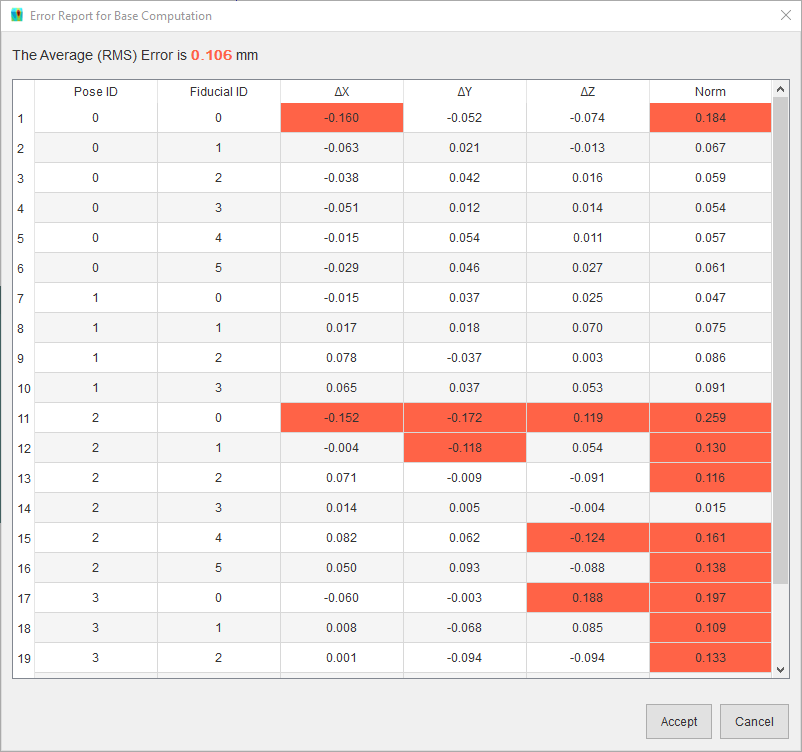 Error Report for Base Computation
The Average (RMS) Error is 0.106 mm
Pose ID Fiducial ID ΔX ΔY ΔZ Norm
1 0 0 -0.160 -0.052 -0.074 0.184
2 0 1 -0.063 0.021 -0.013 0.067
3 0 2 -0.038 0.042 0.016 0.059
4 0 3 -0.051 0.012 0.014 0.054
5 0 4 -0.015 0.054 0.011 0.057
6 0 5 -0.029 0.046 0.027 0.061
7 1 0 -0.015 0.037 0.025 0.047
8 1 1 0.017 0.018 0.070 0.075
9 1 2 0.078 -0.037 0.003 0.086
10 1 3 0.065 0.037 0.053 0.091
11 2 0 -0.152 -0.172 0.119 0.259
12 2 1 -0.004 -0.118 0.054 0.130
13 2 2 0.071 -0.009 -0.091 0.116
14 2 3 0.014 0.005 -0.004 0.015
15 2 4 0.082 0.062 -0.124 0.161
16 2 5 0.050 0.093 -0.088 0.138
17 3 0 -0.060 -0.003 0.188 0.197
18 3 1 0.008 -0.068 0.085 0.109
19 3 2 0.001 -0.094 -0.094 0.133
Accept Cancel